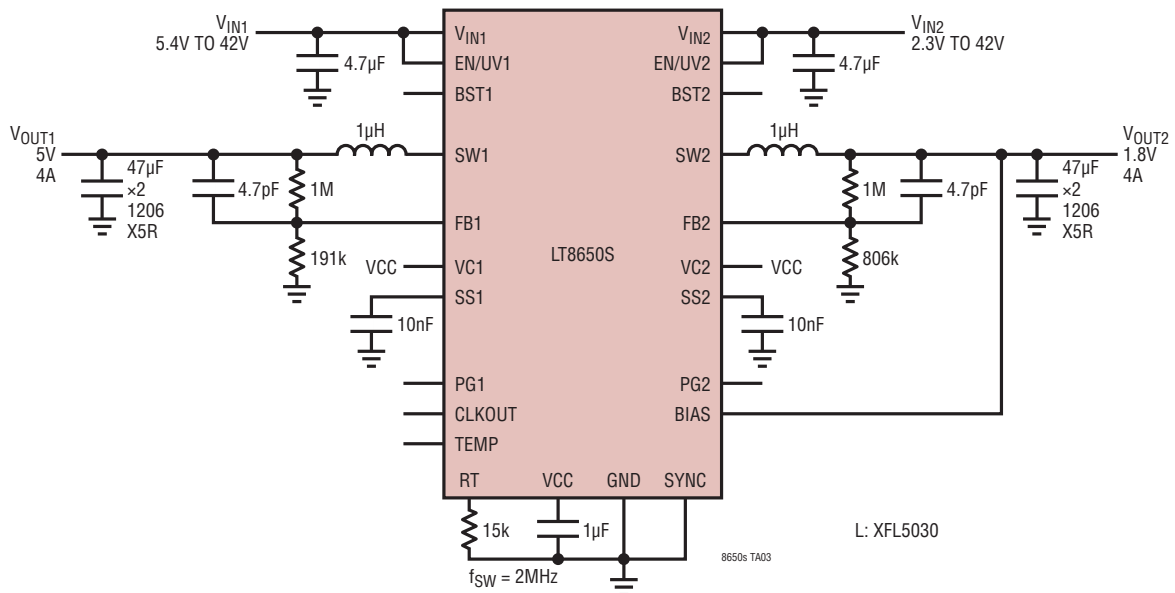 VIN1
5.4V TO 42V
4.7µF
VIN1
EN/UV1
BST1
VIN2
EN/UV2
BST2
VIN2
2.3V TO 42V
4.7µF
VOUT1
5V
4A
47µF
×2
1206
X5R
4.7pF
1M
1µH
SW1
FB1
191k
VCC
VC1
SS1
10nF
PG1
CLKOUT
TEMP
LT8650S
SW2
1µH
FB2
1M
4.7pF
806k
VC2
VCC
SS2
10nF
PG2
BIAS
VOUT2
1.8V
4A
47µF
×2
1206
X5R
RT
VCC
GND
SYNC
15k
1µF
fSW = 2MHz
L: XFL5030
8650s TA03